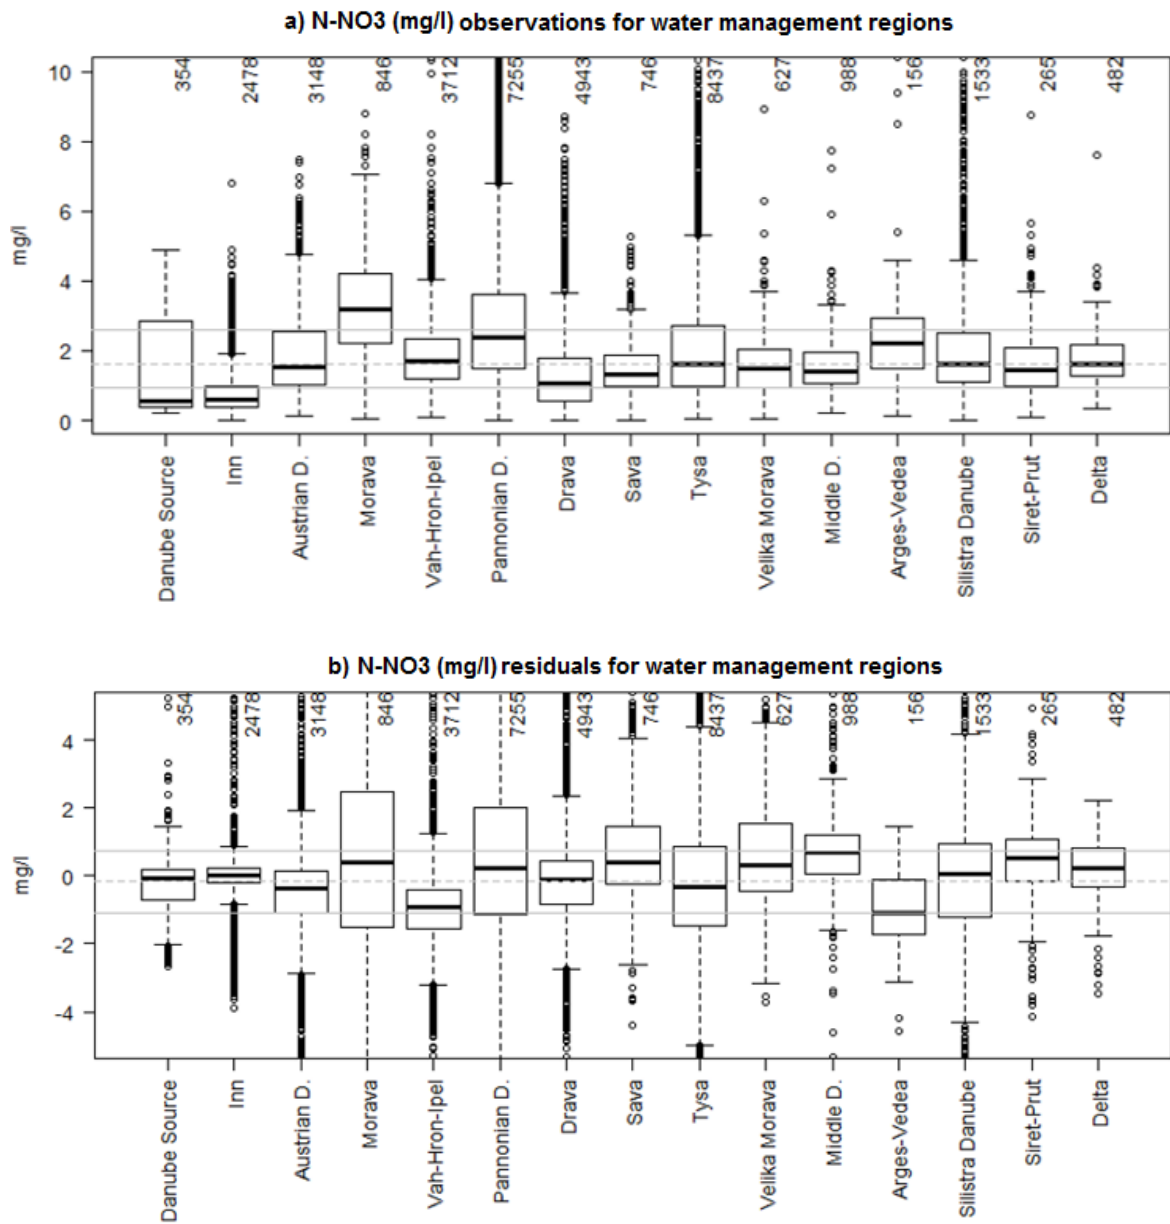 a) N-NO3 (mg/l) observations for water management regions
354 2478 3148 846 3712 7255 4943 746 8437 627 988 156 1533 265 482
10
8
6
4
2
0
mg/l
Danube Source Inn Austrian D. Morava Vah-Hron-Ipel Pannonian D. Drava Sava Tysa Velika Morava Middle D. Arges-Vedea Silistra Danube Siret-Prut Delta
b) N-NO3 (mg/l) residuals for water management regions
354 2478 3148 846 3712 7255 4943 746 8437 627 988 156 1533 265 482
4
2
0
-2
-4
mg/l
Danube Source Inn Austrian D. Morava Vah-Hron-Ipel Pannonian D. Drava Sava Tysa Velika Morava Middle D. Arges-Vedea Silistra Danube Siret-Prut Delta